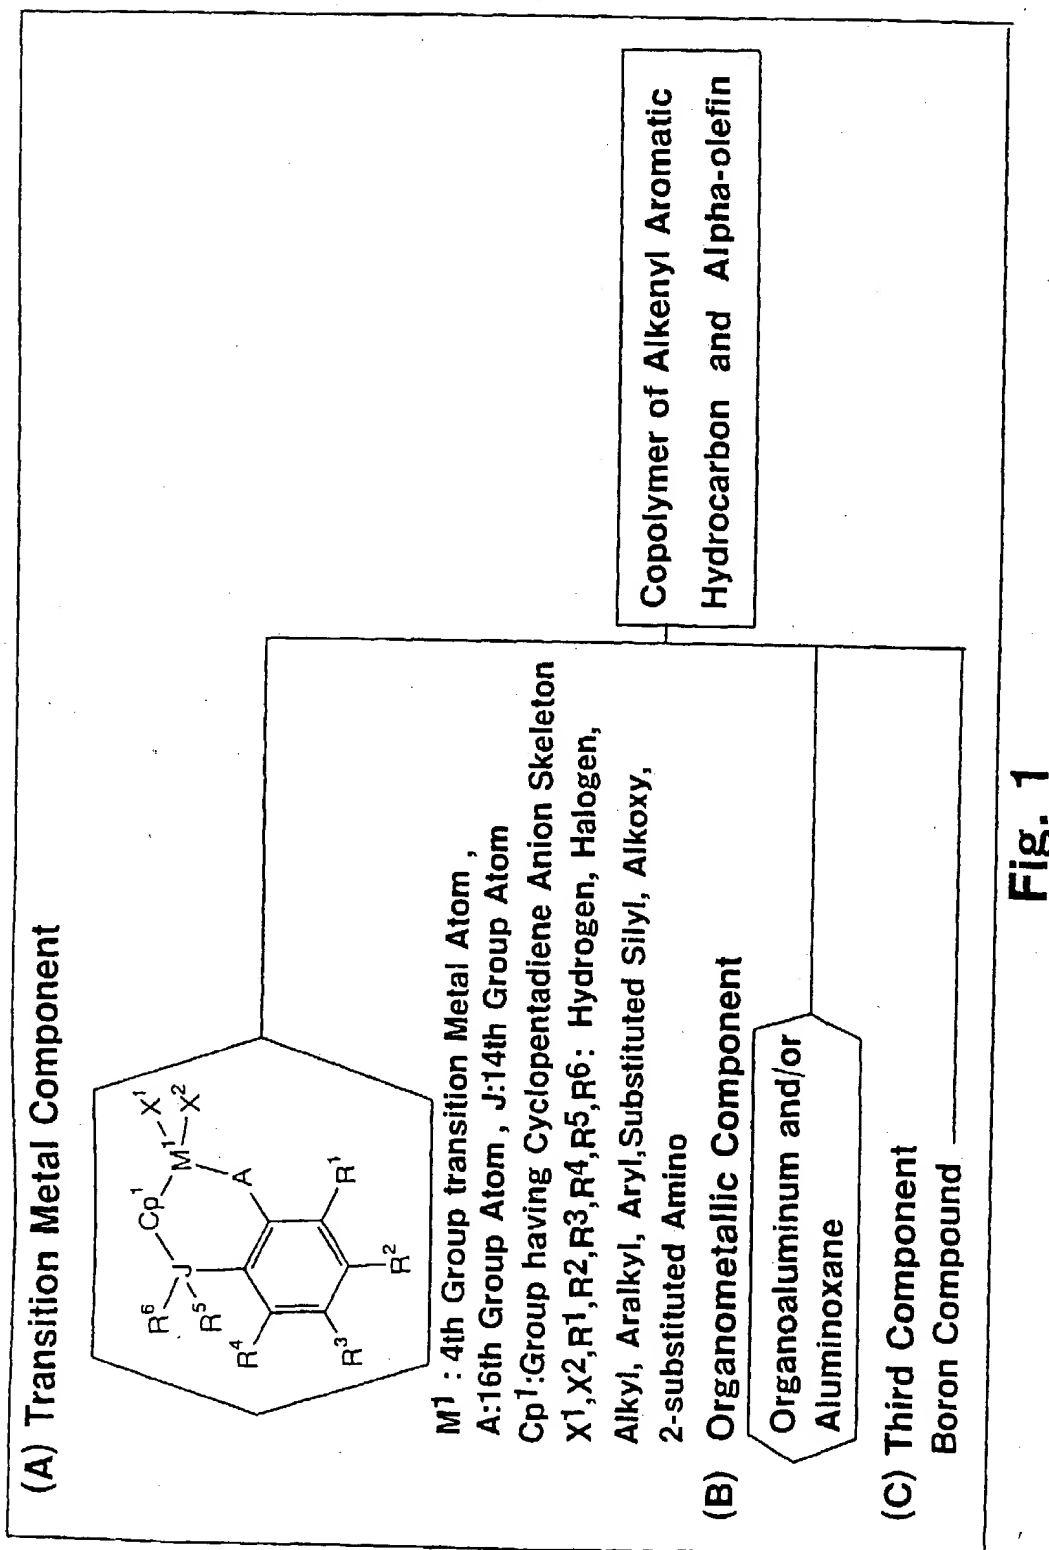 (A) Transition Metal Component
R⁶
R⁵
J
Cp¹
M¹
X¹
X²
A
R⁴
R³
R²
R¹
M¹ : 4th Group transition Metal Atom ,
A:16th Group Atom , J:14th Group Atom
Cp¹:Group having Cyclopentadiene Anion Skeleton
X¹,X²,R¹,R²,R³,R⁴,R⁵,R⁶: Hydrogen, Halogen,
Alkyl, Aralkyl, Aryl,Substituted Silyl, Alkoxy,
2-substituted Amino
(B) Organometallic Component
Organoaluminum and/or
Aluminoxane
(C) Third Component
Boron Compound
Copolymer of Alkenyl Aromatic
Hydrocarbon and Alpha-olefin
Fig. 1